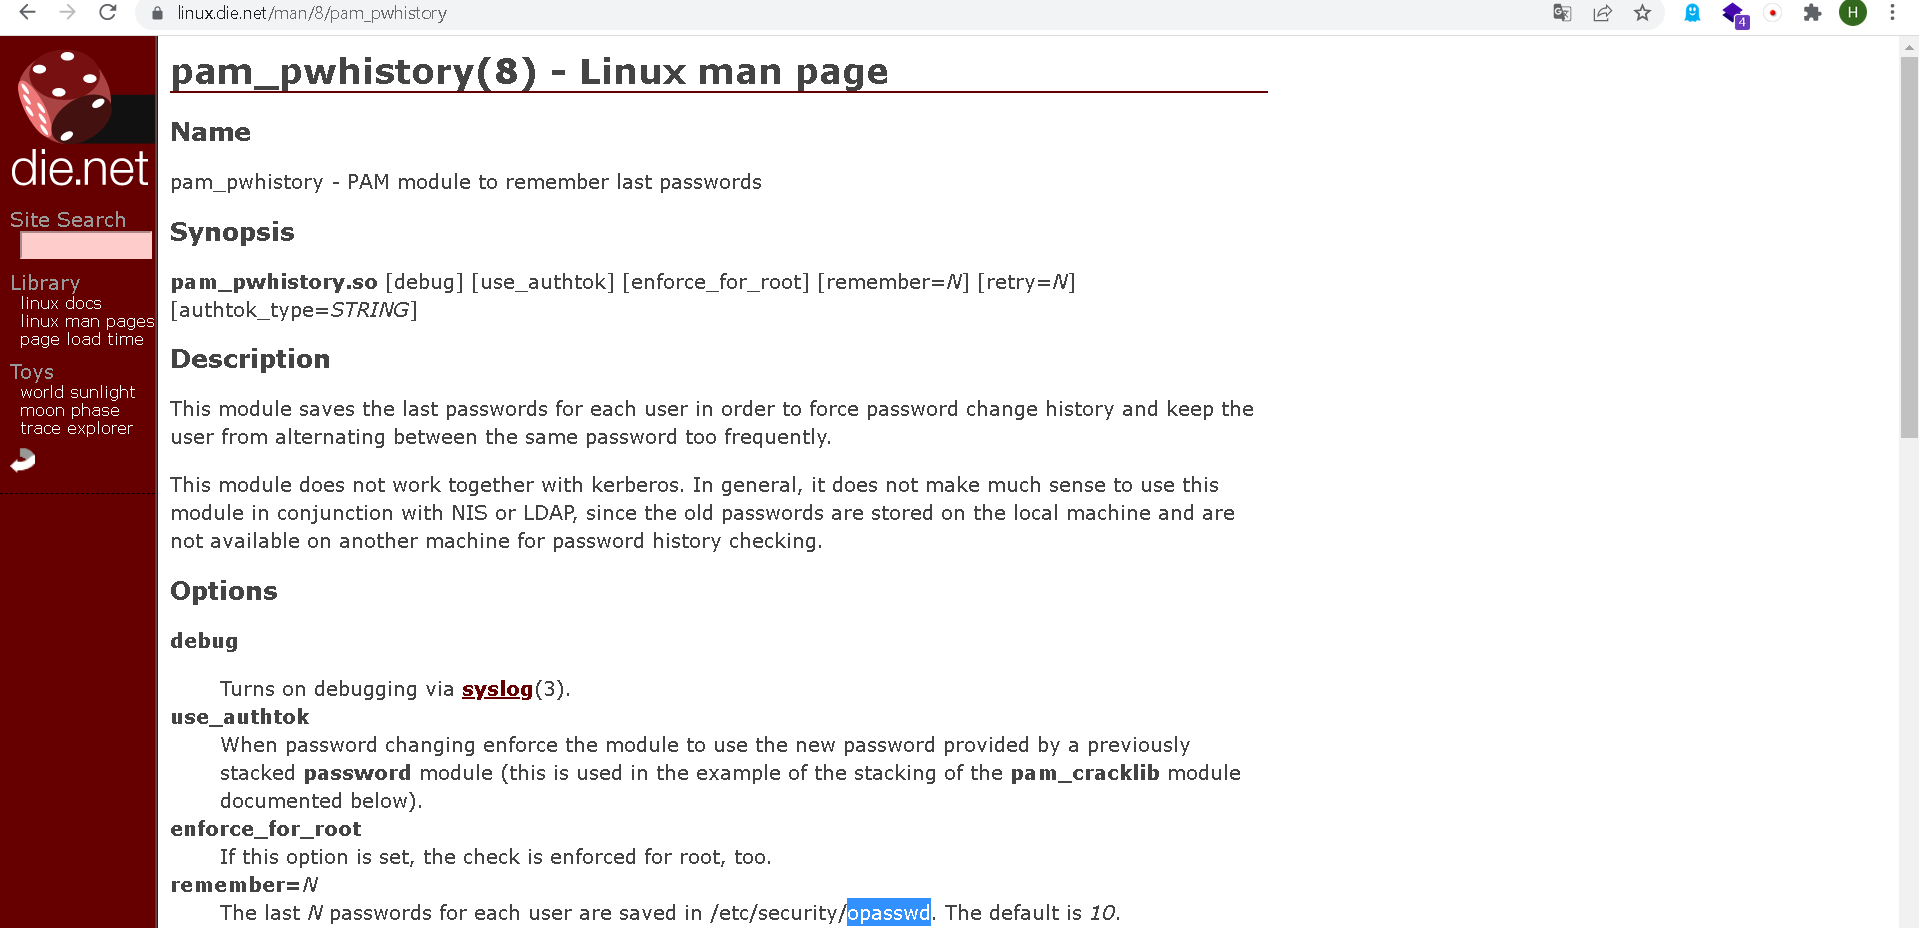 linux.die.net/man/8/pam_pwhistory
4
H
die.net
Site Search
Library
linux docs
linux man pages
page load time
Toys
world sunlight
moon phase
trace explorer
pam_pwhistory(8) - Linux man page
Name
pam_pwhistory - PAM module to remember last passwords
Synopsis
pam_pwhistory.so [debug] [use_authtok] [enforce_for_root] [remember=N] [retry=N]
[authtok_type=STRING]
Description
This module saves the last passwords for each user in order to force password change history and keep the
user from alternating between the same password too frequently.
This module does not work together with kerberos. In general, it does not make much sense to use this
module in conjunction with NIS or LDAP, since the old passwords are stored on the local machine and are
not available on another machine for password history checking.
Options
debug
Turns on debugging via syslog(3).
use_authtok
When password changing enforce the module to use the new password provided by a previously
stacked password module (this is used in the example of the stacking of the pam_cracklib module
documented below).
enforce_for_root
If this option is set, the check is enforced for root, too.
remember=N
The last N passwords for each user are saved in /etc/security/opasswd. The default is 10.